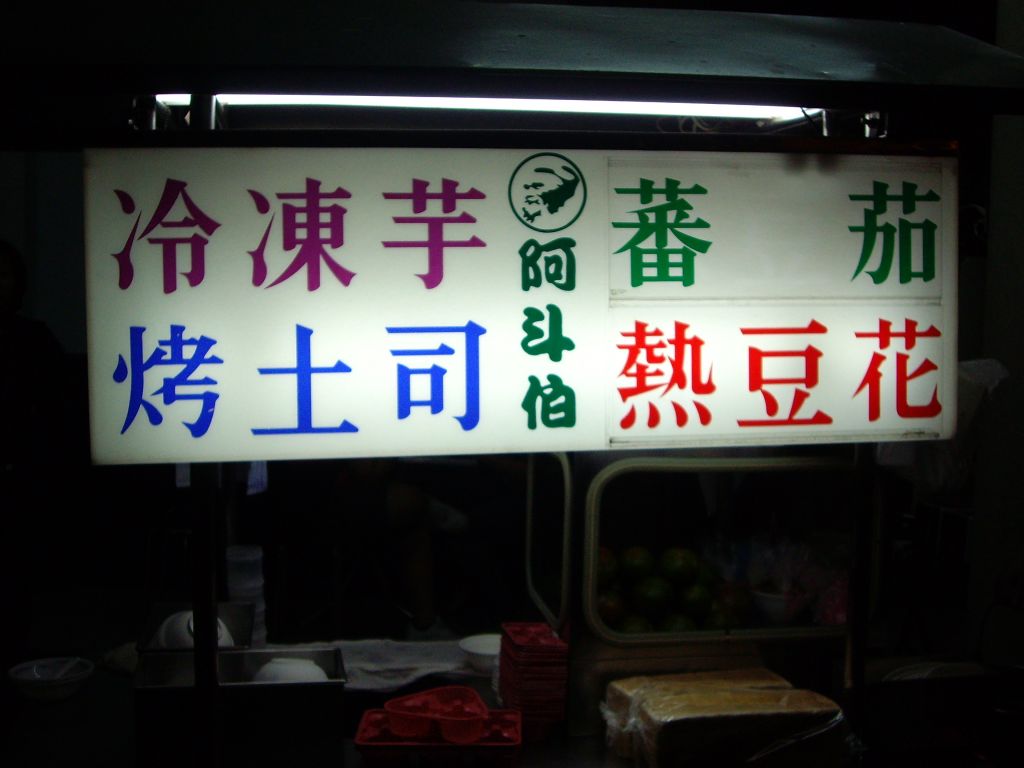 冷凍芋
烤土司
阿斗伯
蕃茄
熱豆花